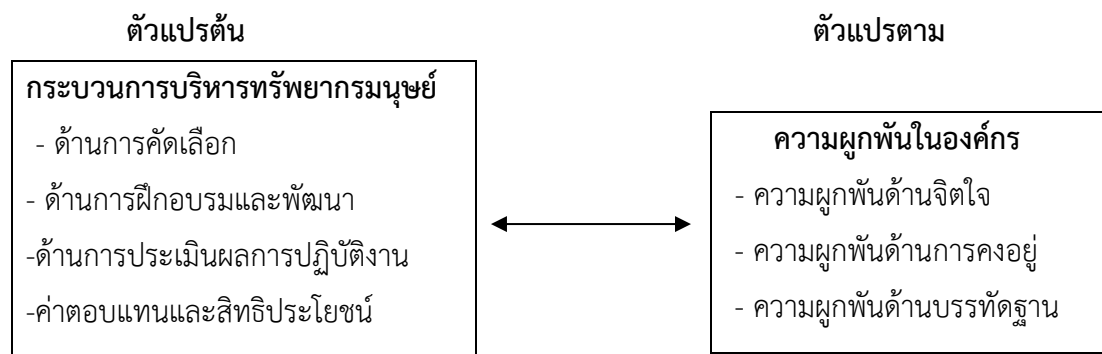 ตัวแปรต้น
ตัวแปรตาม
กระบวนการบริหารทรัพยากรมนุษย์
- ด้านการคัดเลือก
- ด้านการฝึกอบรมและพัฒนา
-ด้านการประเมินผลการปฏิบัติงาน
-ค่าตอบแทนและสิทธิประโยชน์
ความผูกพันในองค์กร
- ความผูกพันด้านจิตใจ
- ความผูกพันด้านการคงอยู่
- ความผูกพันด้านบรรทัดฐาน